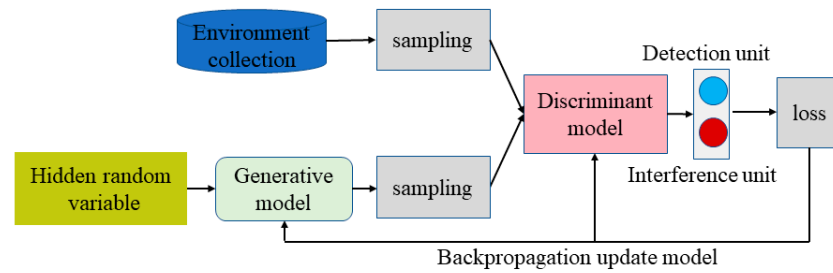 Environment
collection
sampling
Detection unit
Discriminant
model
loss
Hidden random
variable
Generative
model
sampling
Interference unit
Backpropagation update model